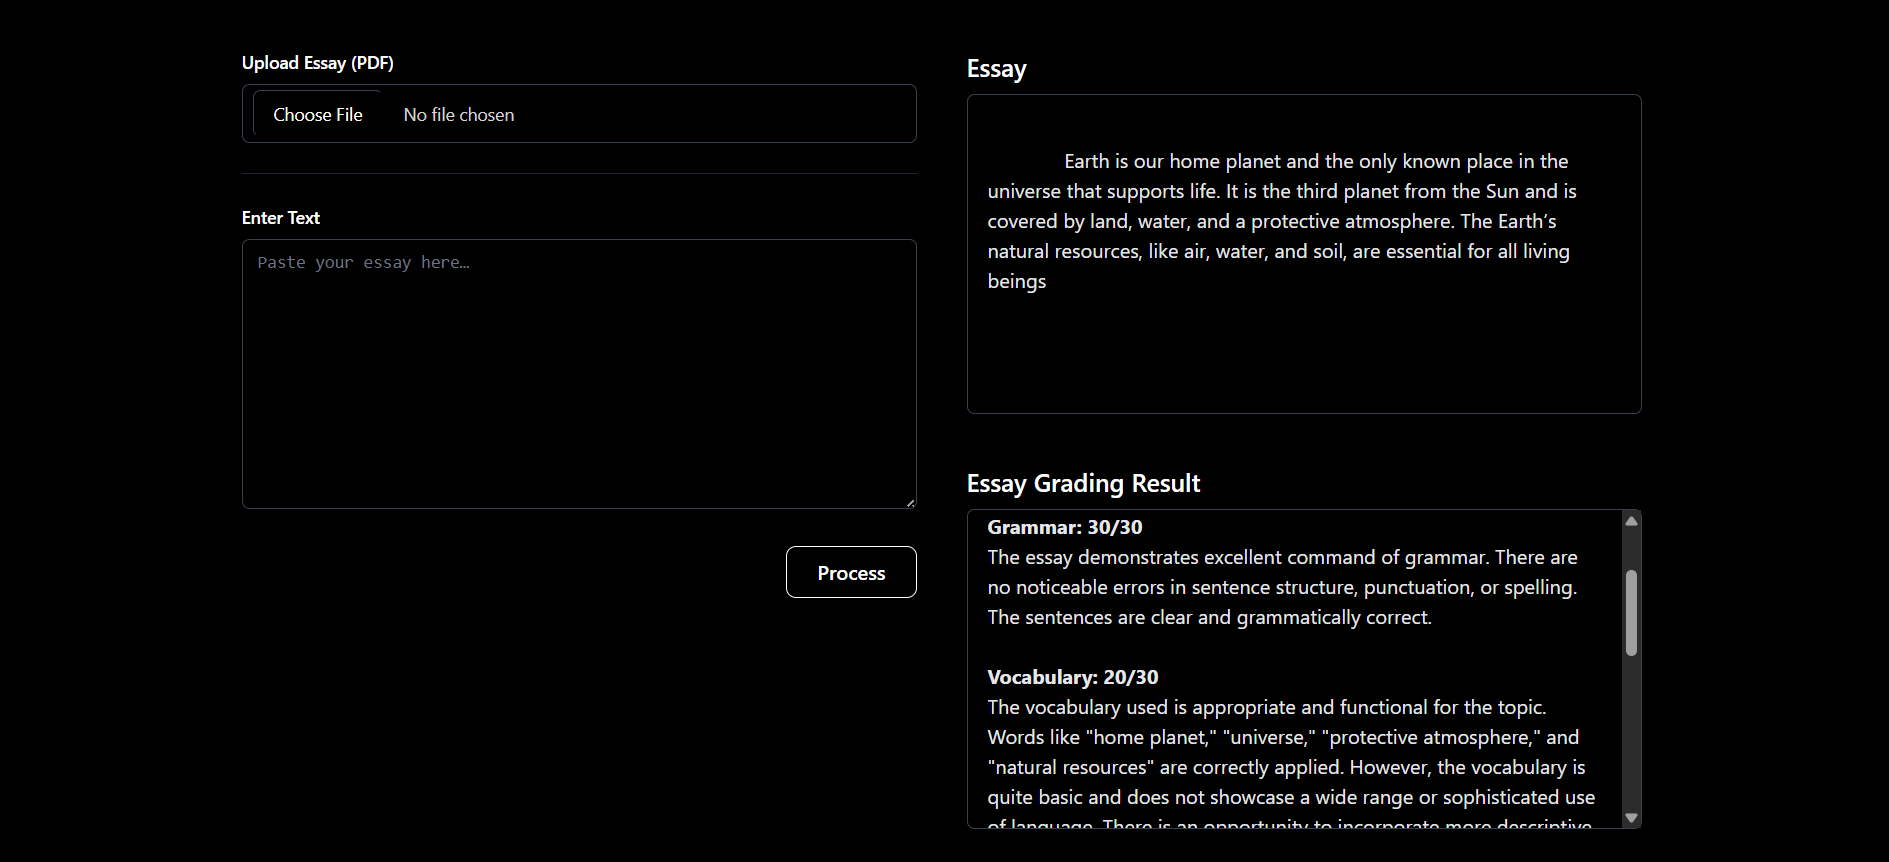 Upload Essay (PDF)
Choose File No file chosen
Enter Text
Paste your essay here…
Process
Essay
Earth is our home planet and the only known place in the
universe that supports life. It is the third planet from the Sun and is
covered by land, water, and a protective atmosphere. The Earth’s
natural resources, like air, water, and soil, are essential for all living
beings
Essay Grading Result
Grammar: 30/30
The essay demonstrates excellent command of grammar. There are
no noticeable errors in sentence structure, punctuation, or spelling.
The sentences are clear and grammatically correct.
Vocabulary: 20/30
The vocabulary used is appropriate and functional for the topic.
Words like "home planet," "universe," "protective atmosphere," and
"natural resources" are correctly applied. However, the vocabulary is
quite basic and does not showcase a wide range or sophisticated use
of language. There is an opportunity to incorporate more descriptive